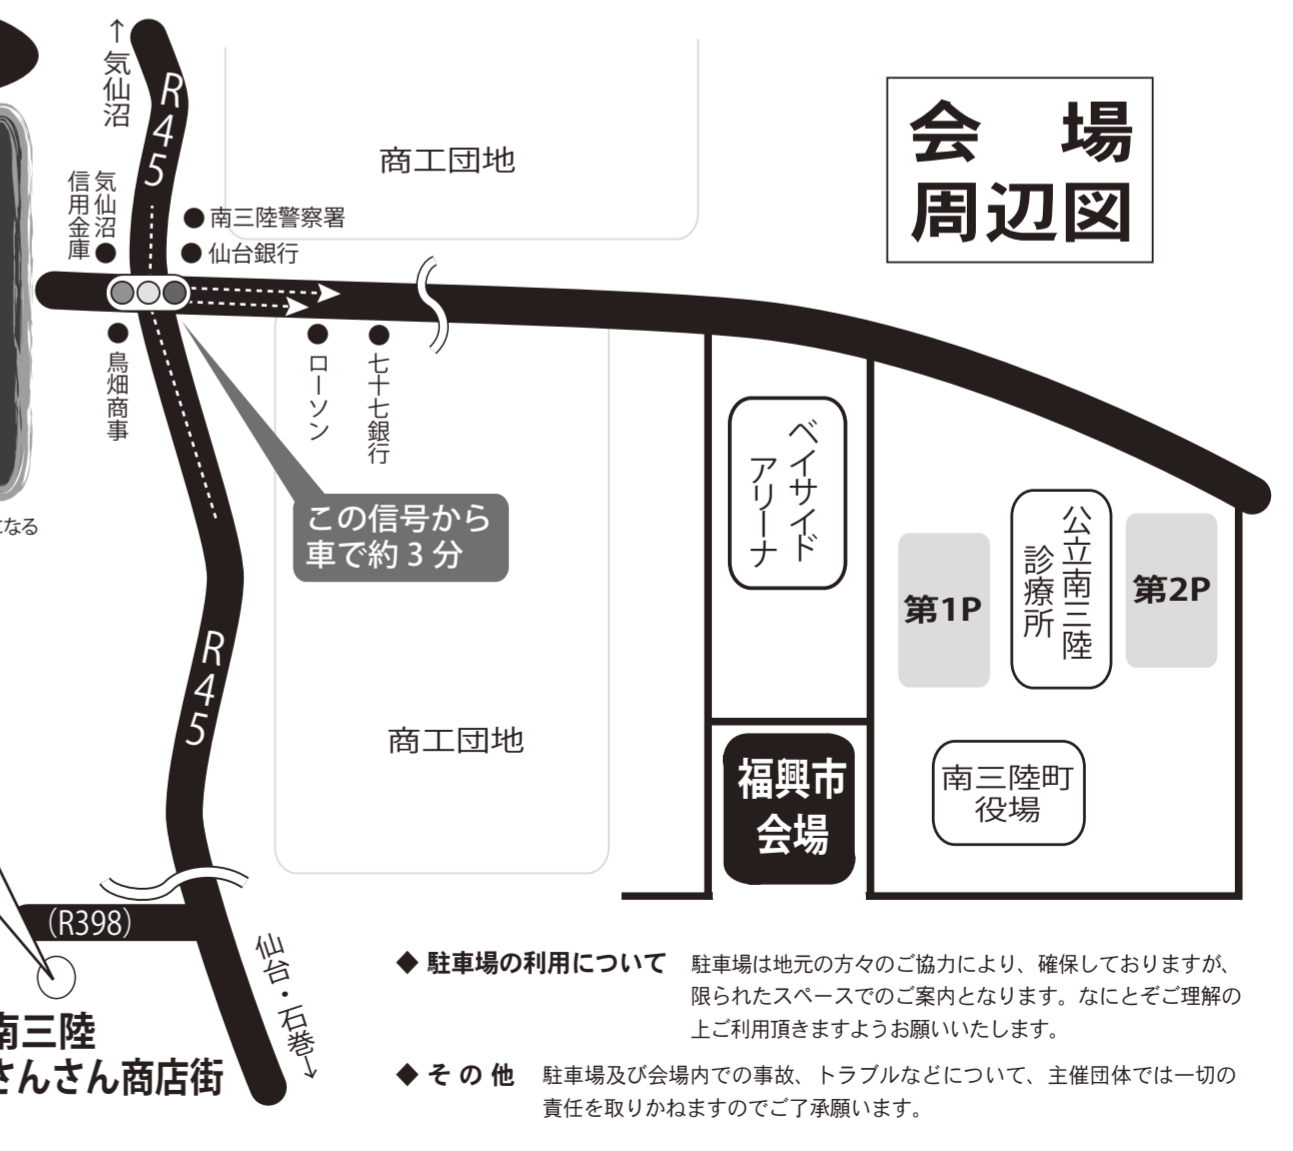 会 場
周辺図
↑気仙沼
R45
商工団地
気仙沼
信用金庫
●南三陸警察署
●仙台銀行
鳥畑商事
ローソン
七十七銀行
この信号から
車で約3分
ベイサイド
アリーナ
第1P
公立南三陸
診療所
第2P
になる
R45
商工団地
福興市
会場
南三陸町
役場
(R398)
仙台・石巻→
南三陸
さんさん商店街
◆ 駐車場の利用について
駐車場は地元の方々のご協力により、確保しておりますが、
限られたスペースでのご案内となります。なにとぞご理解の
上ご利用頂きますようお願いいたします。
◆ そ の 他
駐車場及び会場内での事故、トラブルなどについて、主催団体では一切の
責任を取りかねますのでご了承願います。